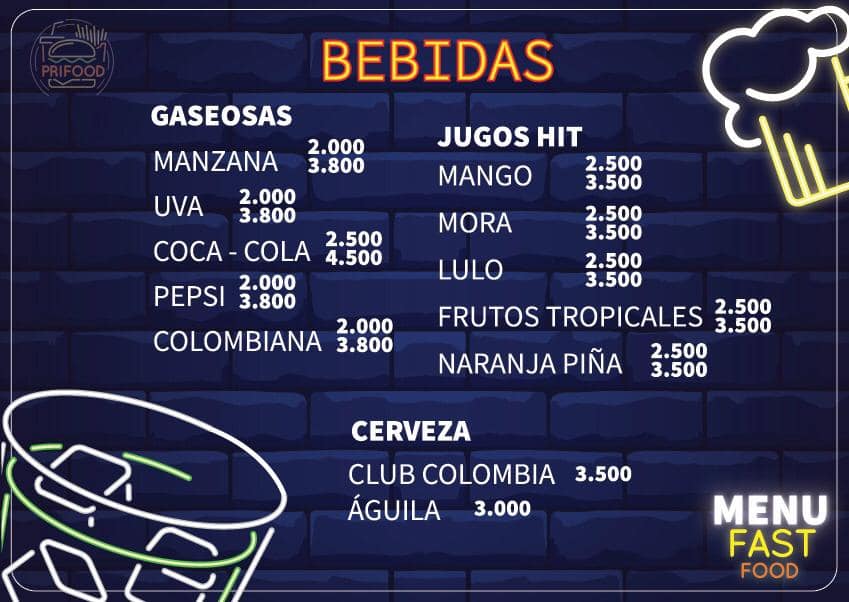 PRIFOOD
BEBIDAS
GASEOSAS
MANZANA 2.000
3.800
UVA 2.000
3.800
COCA - COLA 2.500
4.500
PEPSI 2.000
3.800
COLOMBIANA 2.000
3.800
JUGOS HIT
MANGO 2.500
3.500
MORA 2.500
3.500
LULO 2.500
3.500
FRUTOS TROPICALES 2.500
3.500
NARANJA PIÑA 2.500
3.500
CERVEZA
CLUB COLOMBIA 3.500
ÁGUILA 3.000
MENU
FAST
FOOD